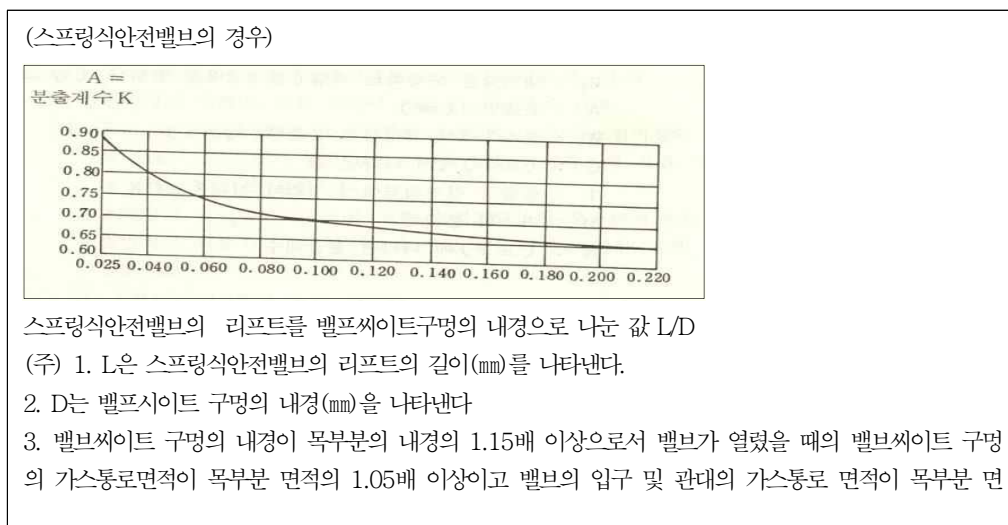 (스프링식안전밸브의 경우)
A =
분출계수 K
0.90
0.85
0.80
0.75
0.70
0.65
0.60
0.025 0.040 0.060 0.080 0.100 0.120 0.140 0.160 0.180 0.200 0.220
스프링식안전밸브의 리프트를 밸프씨이트구멍의 내경으로 나눈 값 L/D
(주) 1. L은 스프링식안전밸브의 리프트의 길이(㎜)를 나타낸다.
2. D는 밸프시이트 구멍의 내경(㎜)을 나타낸다
3. 밸브씨이트 구멍의 내경이 목부분의 내경의 1.15배 이상으로서 밸브가 열렸을 때의 밸브씨이트 구멍
의 가스통로면적이 목부분 면적의 1.05배 이상이고 밸브의 입구 및 관대의 가스통로 면적이 목부분 면